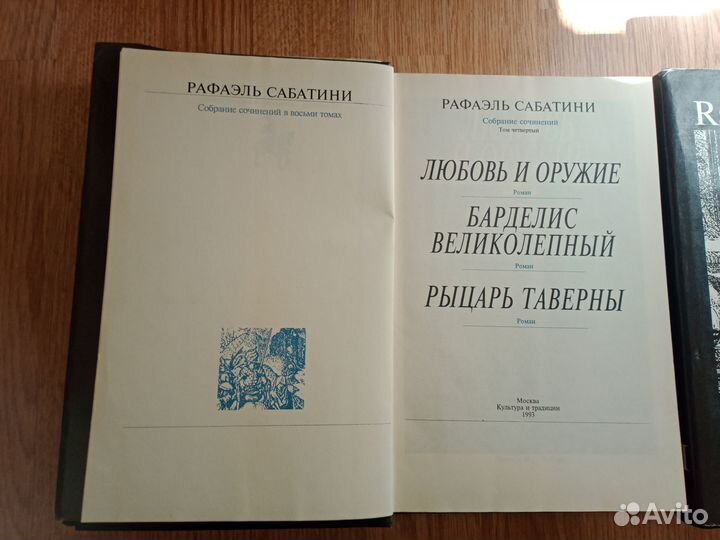 РАФАЭЛЬ САБАТИНИ
Собрание сочинений в восьми томах
РАФАЭЛЬ САБАТИНИ
Собрание сочинений
Том четвертый
ЛЮБОВЬ И ОРУЖИЕ
Роман
БАРДЕЛИС
ВЕЛИКОЛЕПНЫЙ
Роман
РЫЦАРЬ ТАВЕРНЫ
Роман
Москва
Культура и традиции
1993
Avito